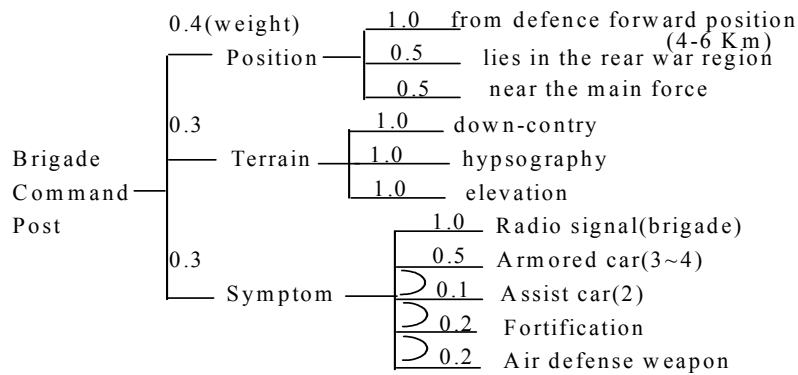 0.4(weight)
1.0 from defence forward position
(4-6 Km)
Position
0.5 lies in the rear war region
0.5 near the main force
0.3
1.0 down-contry
Brigade
Command
Post
Terrain
1.0 hypsography
1.0 elevation
0.3
1.0 Radio signal(brigade)
0.5 Armored car(3~4)
Symptom
0.1 Assist car(2)
0.2 Fortification
0.2 Air defense weapon